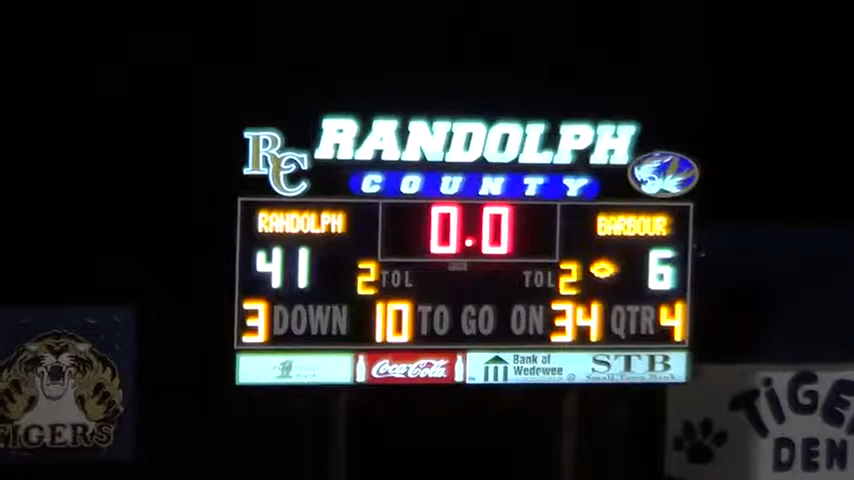 RC RANDOLPH
COUNTY
RANDOLPH 0.0 BARBOUR
41 2 TOL TOL 2 6
3 DOWN 10 TO GO ON 34 QTR 4
Coca-Cola Bank of Wedowee STB
TIGERS
TIGE
DEN